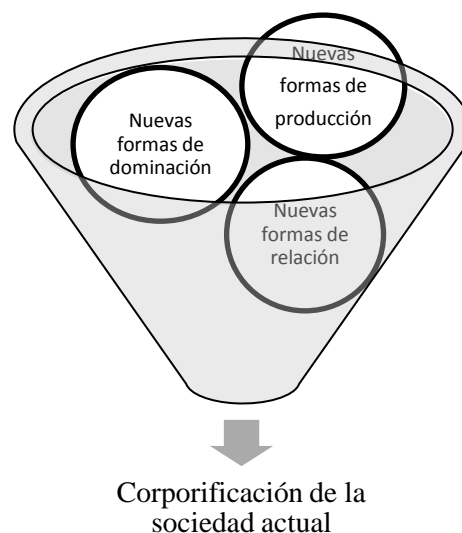 Nuevas
formas de
producción
Nuevas
formas de
dominación
Nuevas
formas de
relación
Corporificación de la
sociedad actual